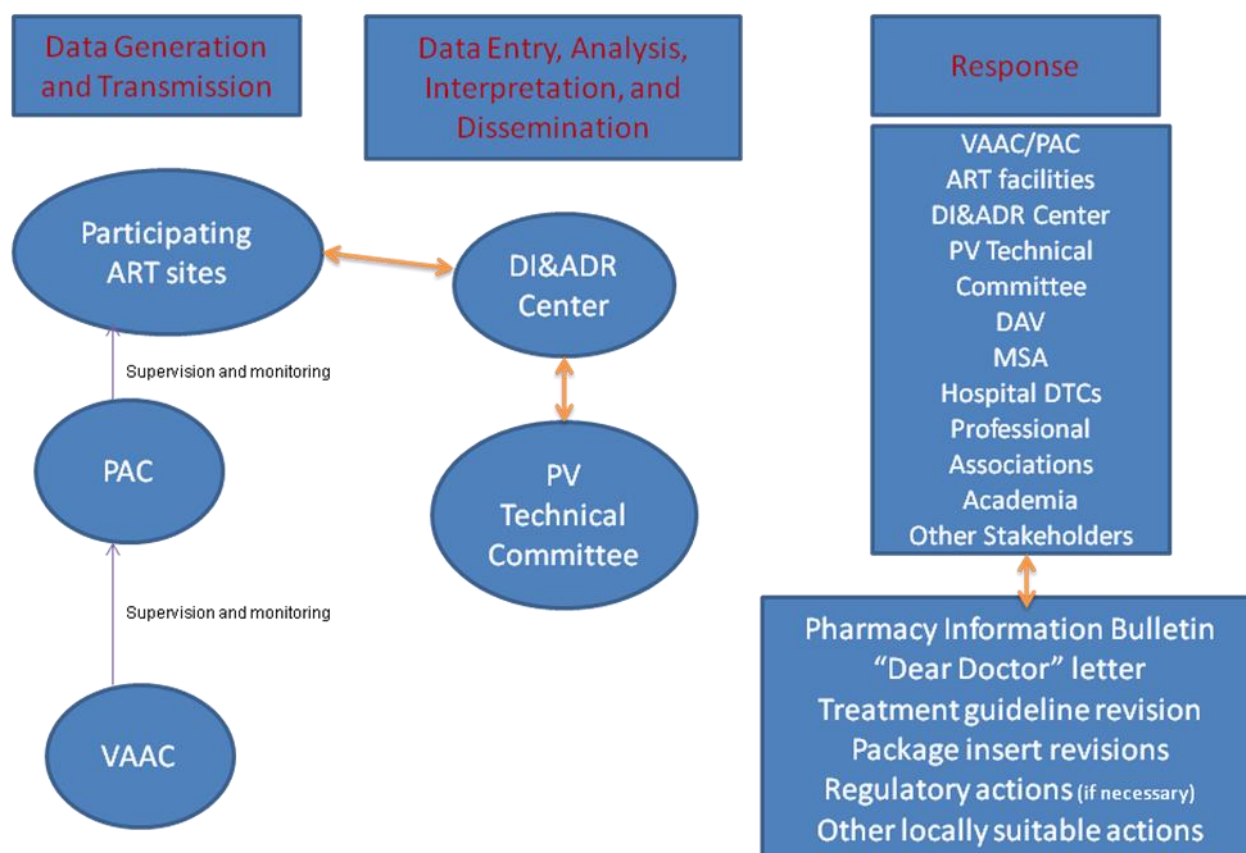 Data Generation
and Transmission
Data Entry, Analysis,
Interpretation, and
Dissemination
Response
Participating
ART sites
Supervision and monitoring
PAC
Supervision and monitoring
VAAC
DI&ADR
Center
PV
Technical
Committee
VAAC/PAC
ART facilities
DI&ADR Center
PV Technical
Committee
DAV
MSA
Hospital DTCs
Professional
Associations
Academia
Other Stakeholders
Pharmacy Information Bulletin
“Dear Doctor” letter
Treatment guideline revision
Package insert revisions
Regulatory actions (if necessary)
Other locally suitable actions